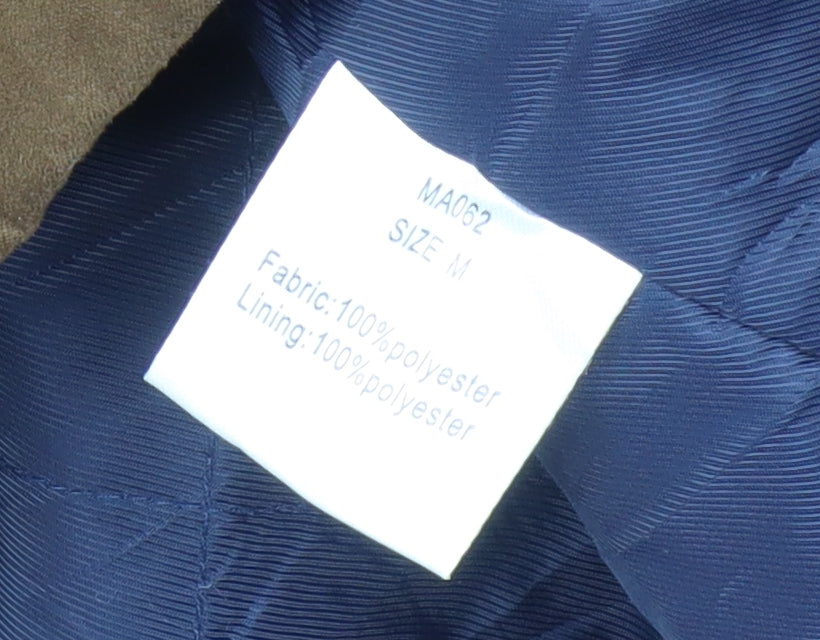 MA062
SIZE M
Fabric:100%polyester
Lining:100%polyester